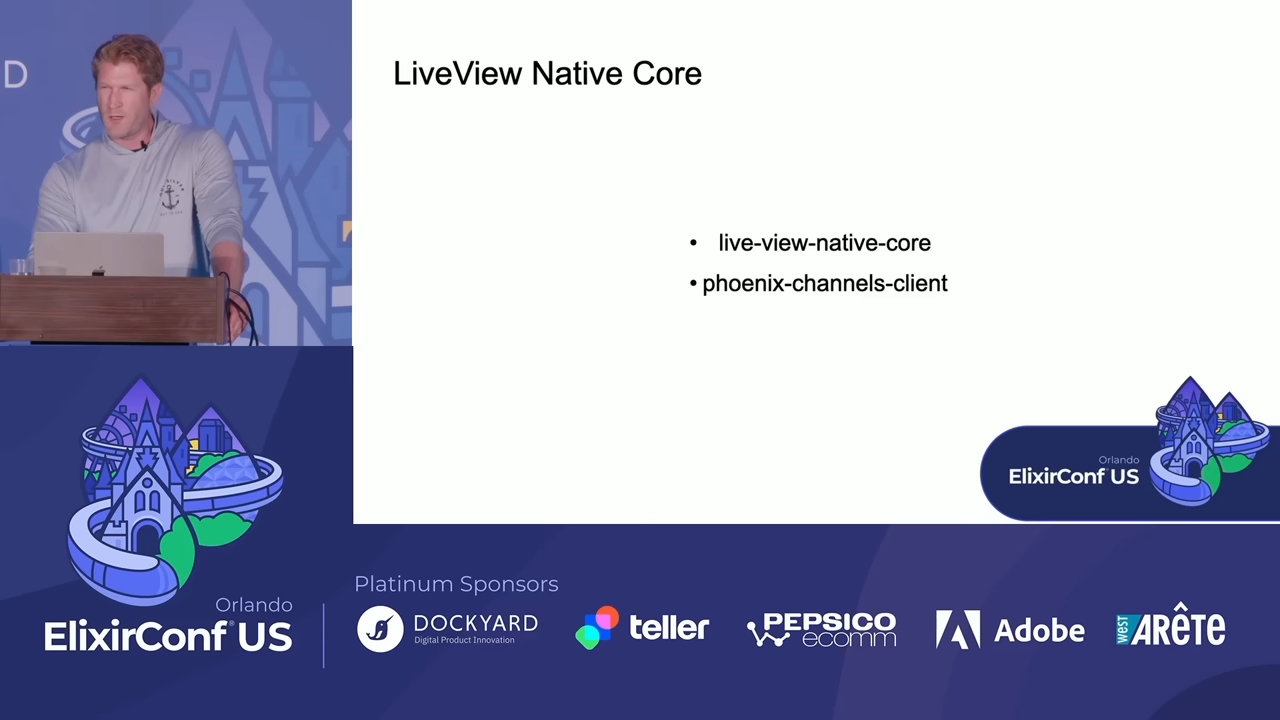 D
LiveView Native Core
• live-view-native-core
• phoenix-channels-client
Orlando
ElixirConf US
Platinum Sponsors
Orlando
ElixirConf® US
DOCKYARD
Digital Product Innovation
teller
PEPSICO
ecomm
Adobe
west ARÊTE